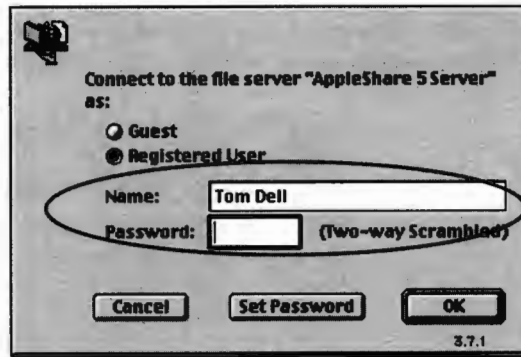 Connect to the file server "AppleShare 5 Server"
as:
Guest
Registered User
Name: Tom Dell
Password: (Two-way Scrambled)
Cancel Set Password OK
3.7.1